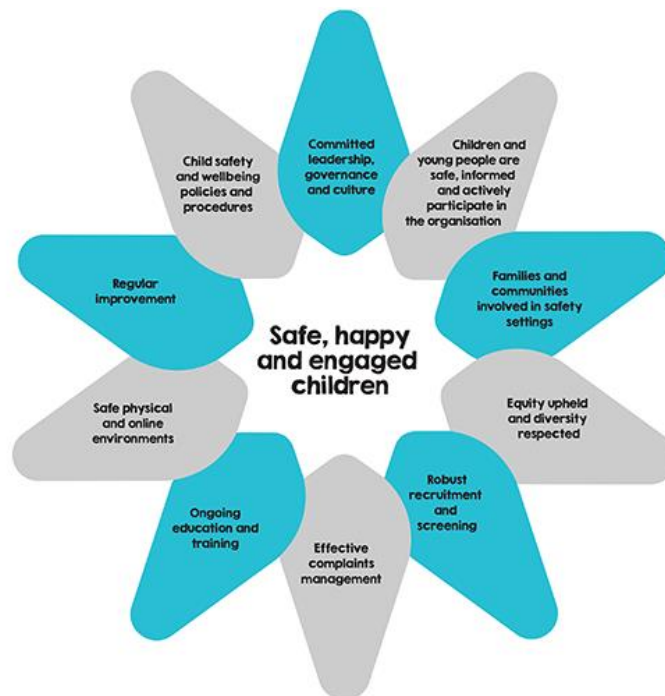 Committed
leadership,
governance
and culture
Children and
young people are
safe, informed
and actively
participate in
the organisation
Families and
communities
involved in safety
settings
Equity upheld
and diversity
respected
Robust
recruitment
and
screening
Effective
complaints
management
Ongoing
education and
training
Safe physical
and online
environments
Regular
improvement
Child safety
and wellbeing
policies and
procedures
Safe, happy
and engaged
children